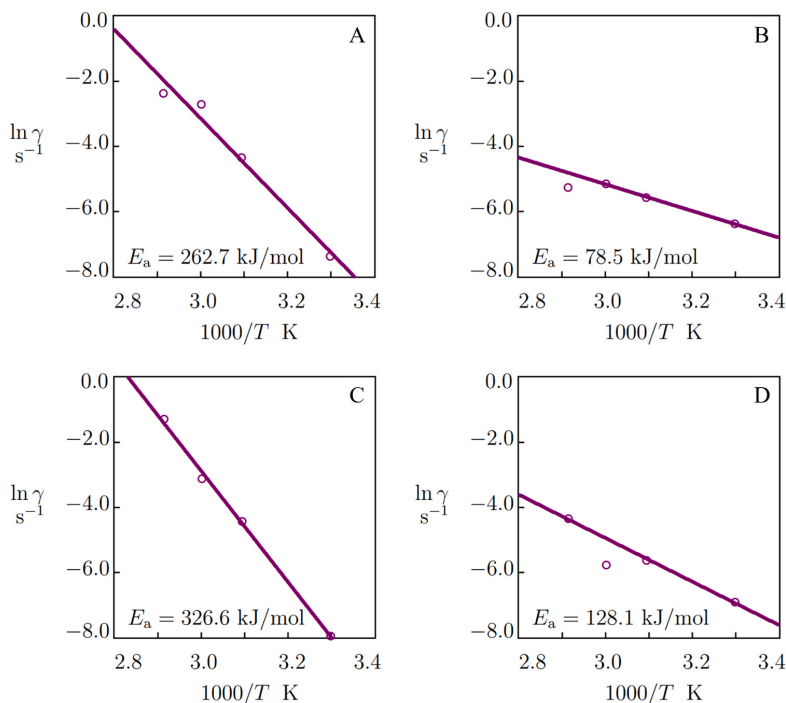 A
0.0
−2.0
ln γ
s⁻¹
−4.0
−6.0
−8.0
Eₐ = 262.7 kJ/mol
2.8 3.0 3.2 3.4
1000/T K
B
0.0
−2.0
ln γ
s⁻¹
−4.0
−6.0
−8.0
Eₐ = 78.5 kJ/mol
2.8 3.0 3.2 3.4
1000/T K
C
0.0
−2.0
ln γ
s⁻¹
−4.0
−6.0
−8.0
Eₐ = 326.6 kJ/mol
2.8 3.0 3.2 3.4
1000/T K
D
0.0
−2.0
ln γ
s⁻¹
−4.0
−6.0
−8.0
Eₐ = 128.1 kJ/mol
2.8 3.0 3.2 3.4
1000/T K